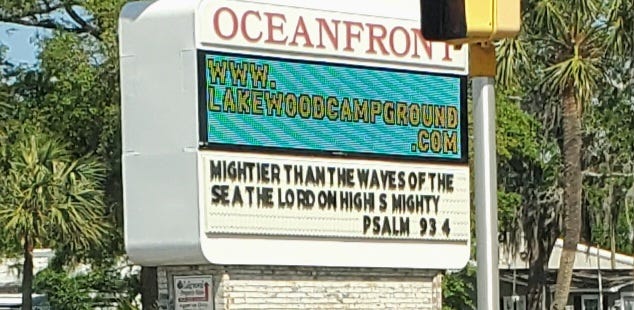 OCEANFRONT
WWW.
LAKEWOODCAMPGROUND
.COM
MIGHTIER THAN THE WAVES OF THE
SEA THE LORD ON HIGH IS MIGHTY
PSALM 93 4